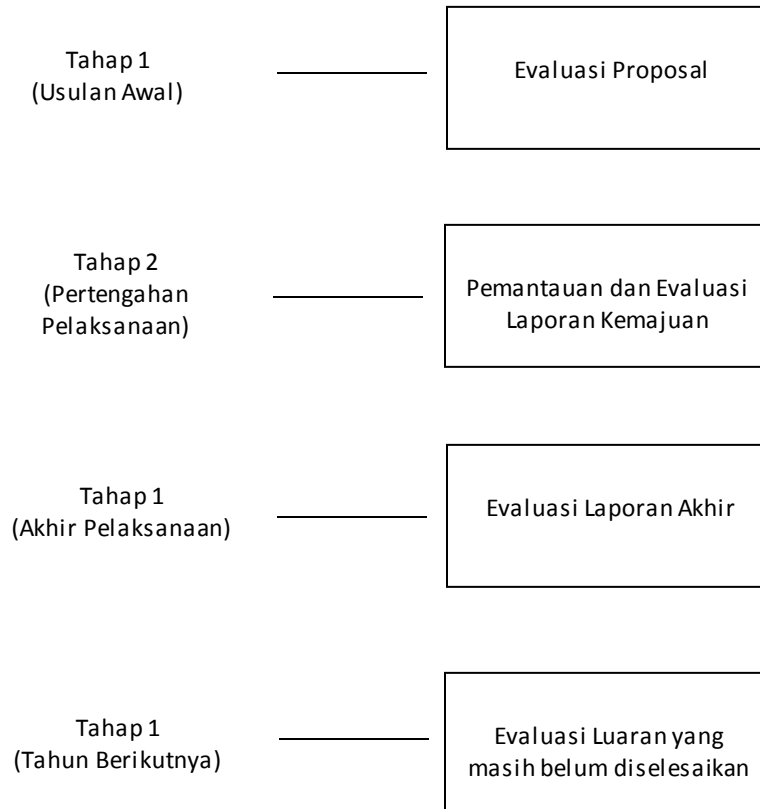 Tahap 1
(Usulan Awal)
Evaluasi Proposal
Tahap 2
(Pertengahan
Pelaksanaan)
Pemantauan dan Evaluasi
Laporan Kemajuan
Tahap 1
(Akhir Pelaksanaan)
Evaluasi Laporan Akhir
Tahap 1
(Tahun Berikutnya)
Evaluasi Luaran yang
masih belum diselesaikan